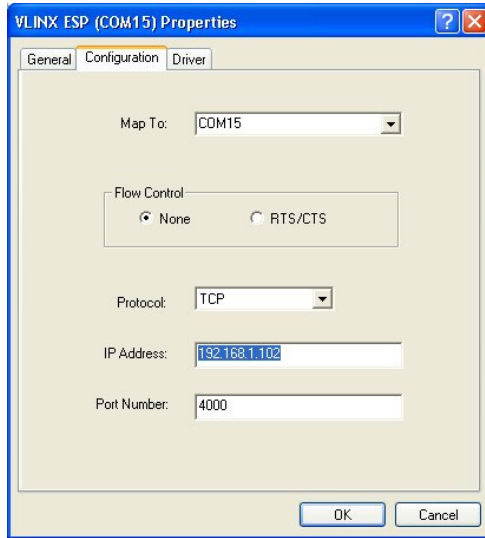 VLINX ESP (COM15) Properties
General Configuration Driver
Map To: COM15
Flow Control
None RTS/CTS
Protocol: TCP
IP Address: 192.168.1.102
Port Number: 4000
OK Cancel